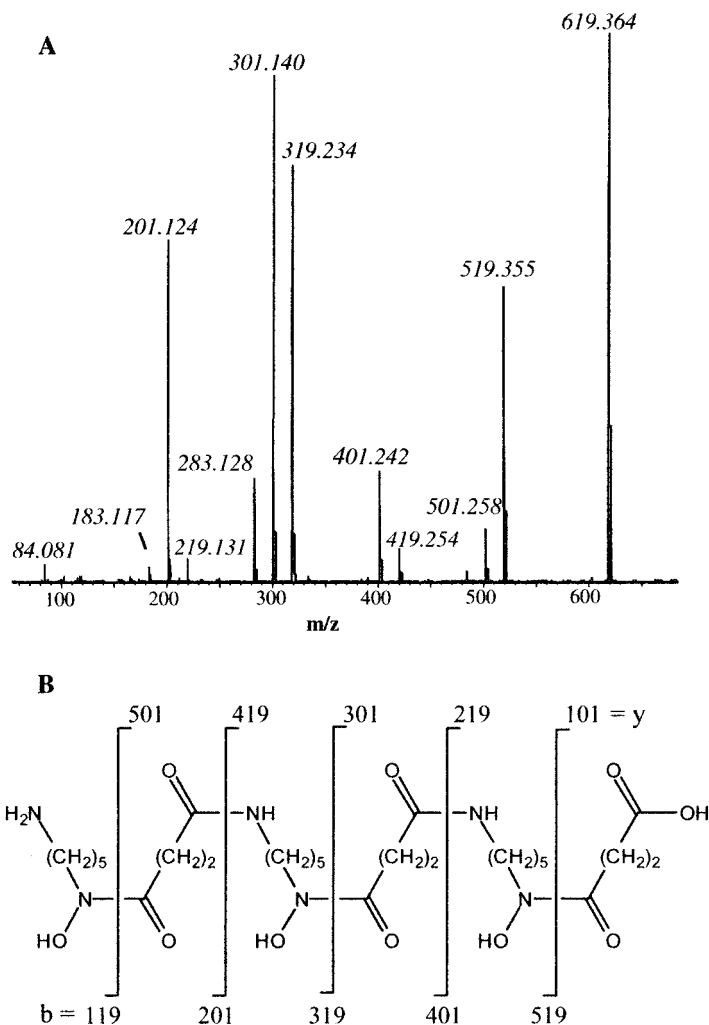 A
619.364
301.140
319.234
201.124
519.355
283.128
401.242
183.117
501.258
84.081
219.131
419.254
100 200 300 400 500 600
m/z
B
501 419 301 219 101 = y
O O O
H₂N NH NH OH
(CH₂)₅ (CH₂)₂ (CH₂)₅ (CH₂)₂ (CH₂)₅ (CH₂)₂
N N N
HO O HO O HO O
b = 119 201 319 401 519